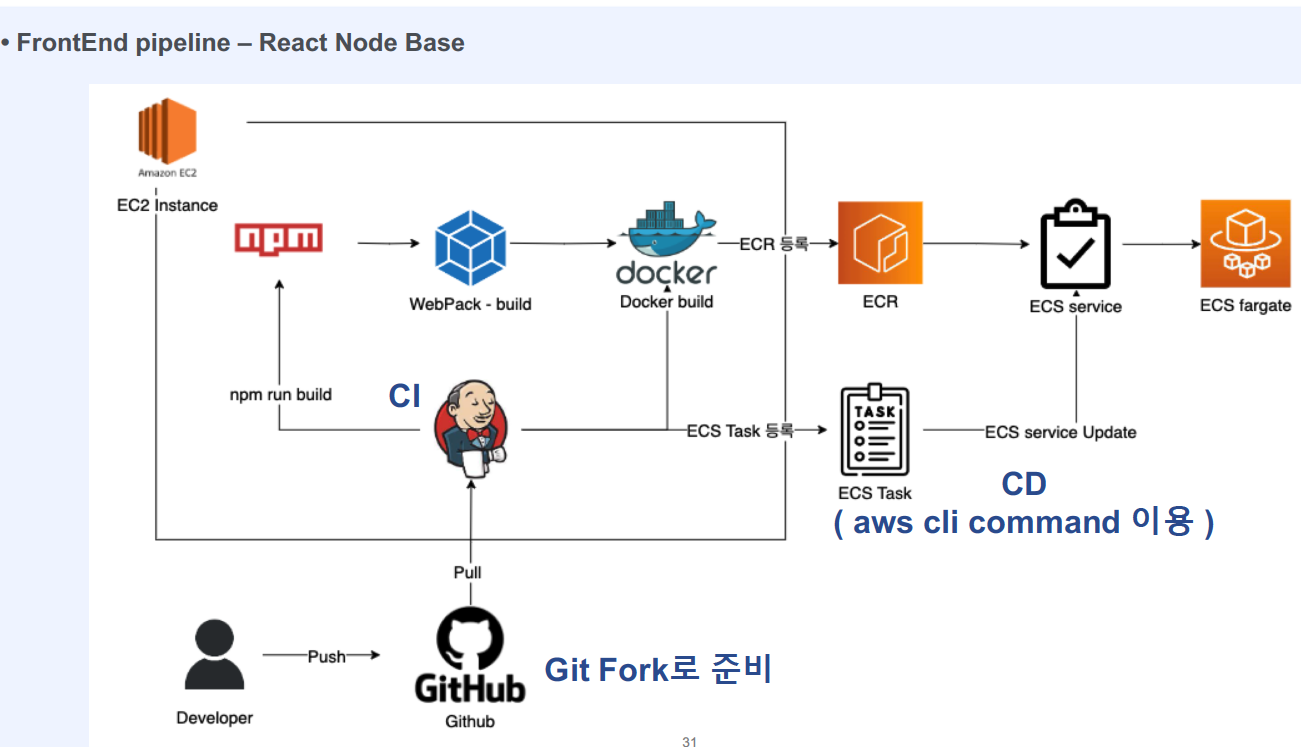 • FrontEnd pipeline – React Node Base
Amazon EC2
EC2 Instance
npm
WebPack - build
docker
Docker build
ECR 등록
ECR
ECS service
ECS fargate
npm run build
CI
ECS Task 등록
TASK
ECS Task
ECS service Update
CD
( aws cli command 이용 )
Pull
Push
GitHub
Git Fork로 준비
Developer
Github
31